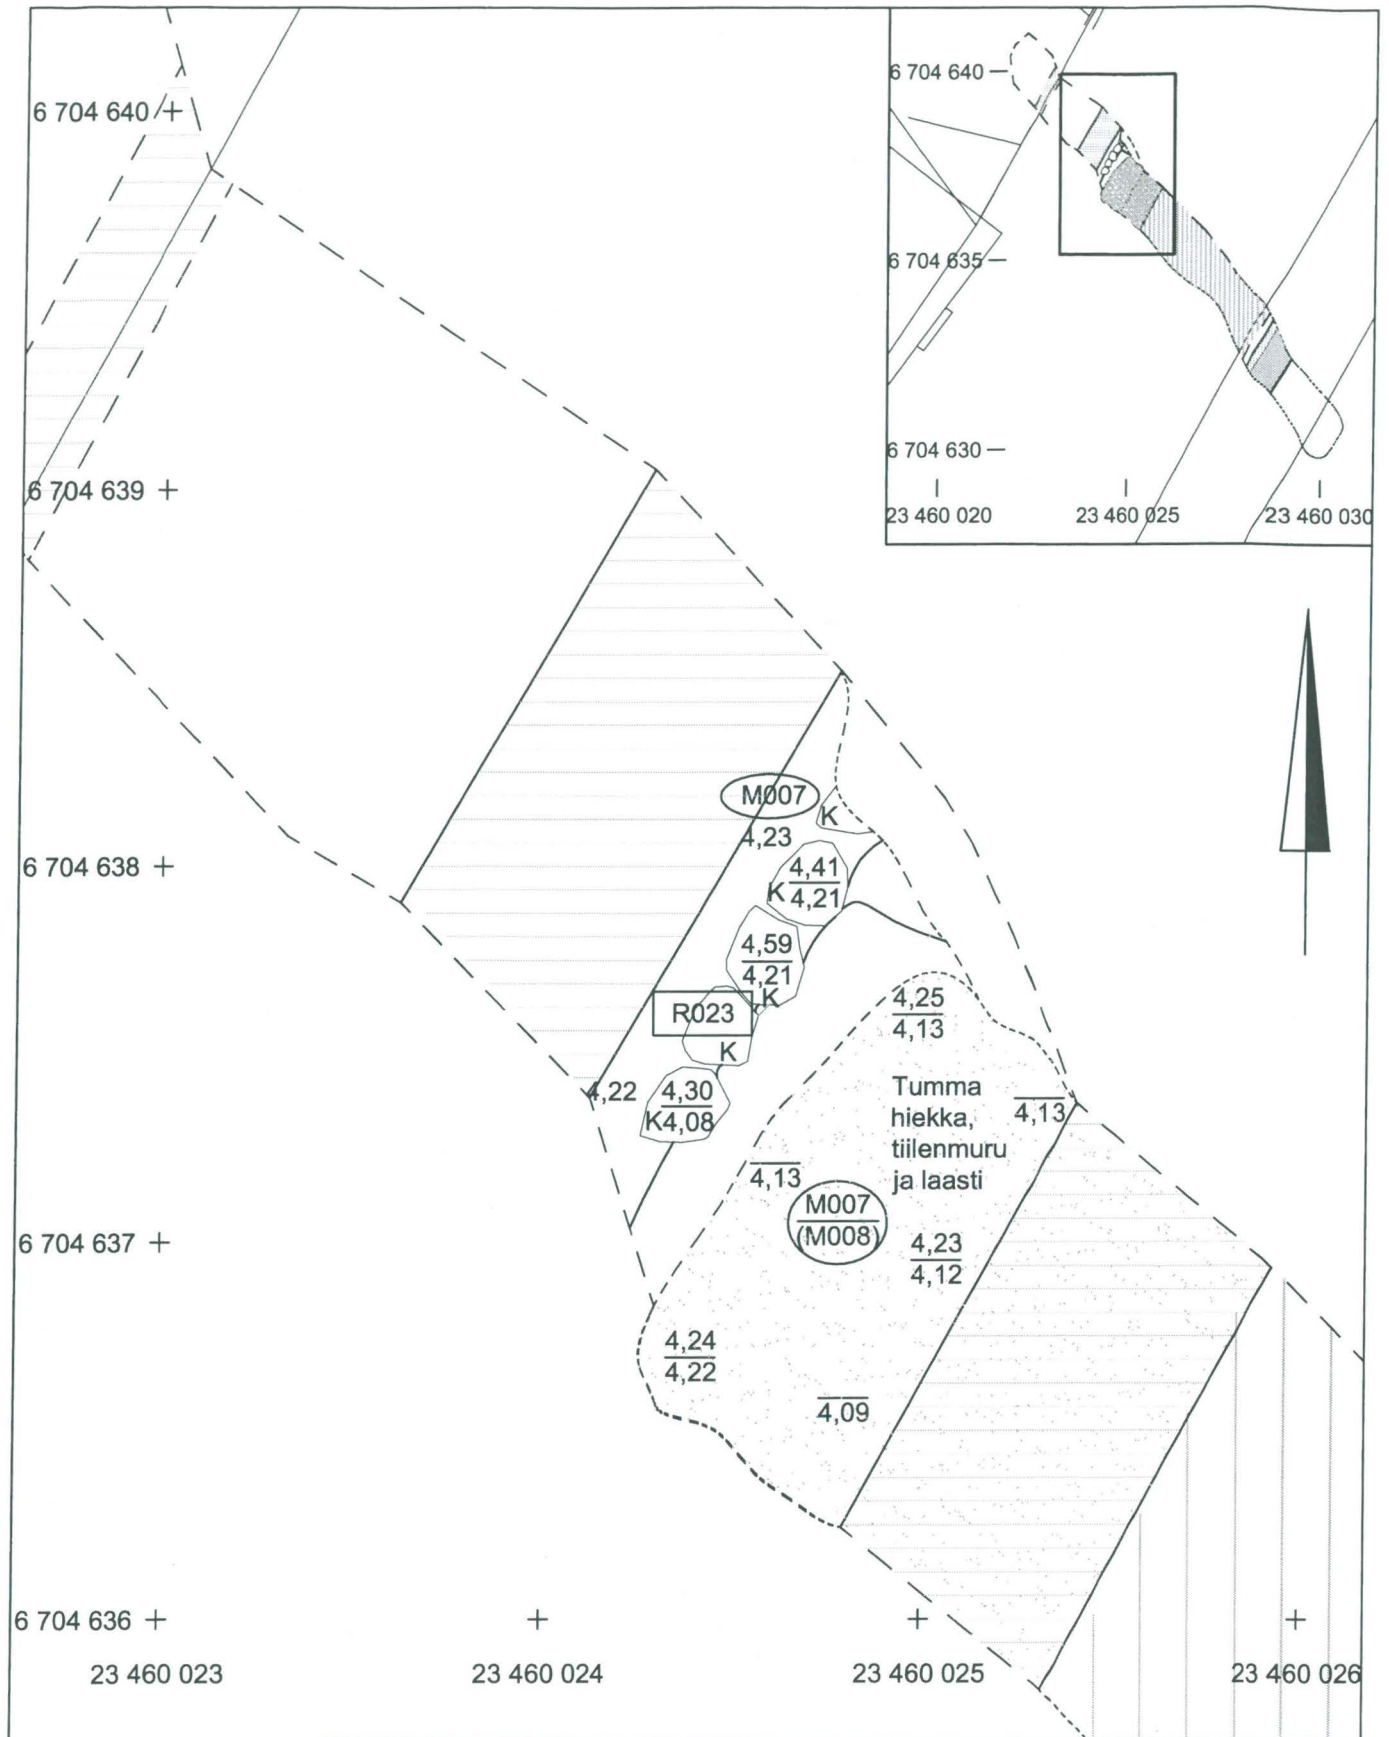 6 704 640
6 704 640
6 704 635
6 704 630
23 460 020 23 460 025 23 460 030
6 704 639
M007
K
4,23
6 704 638
4,41
K 4,21
4,59
4,21
K
R023
K
4,25
4,13
4,22
4,30
K4,08
Tumma
hiekka,
tiilenmuru
ja laasti
4,13
4,13
M007
(M008)
6 704 637
4,23
4,12
4,24
4,22
4,09
6 704 636
23 460 023 23 460 024 23 460 025 23 460 026